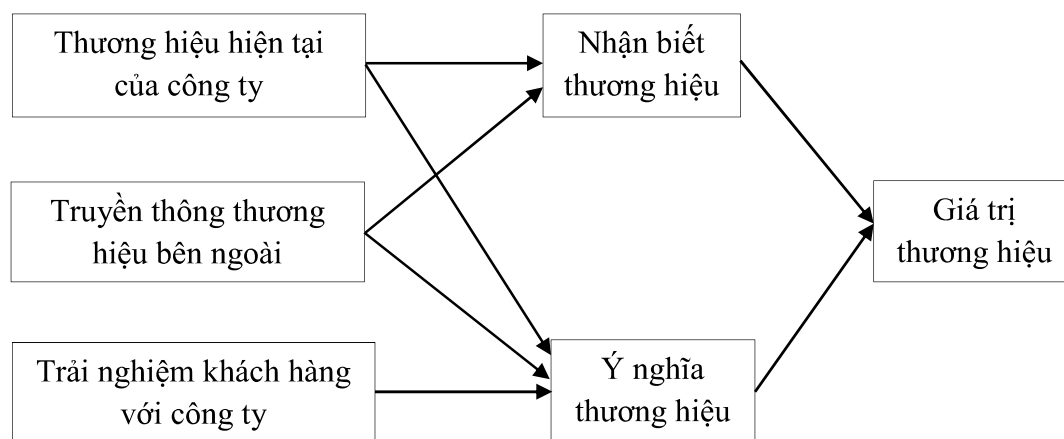 Thương hiệu hiện tại
của công ty
Nhận biết
thương hiệu
Truyền thông thương
hiệu bên ngoài
Giá trị
thương hiệu
Trải nghiệm khách hàng
với công ty
Ý nghĩa
thương hiệu